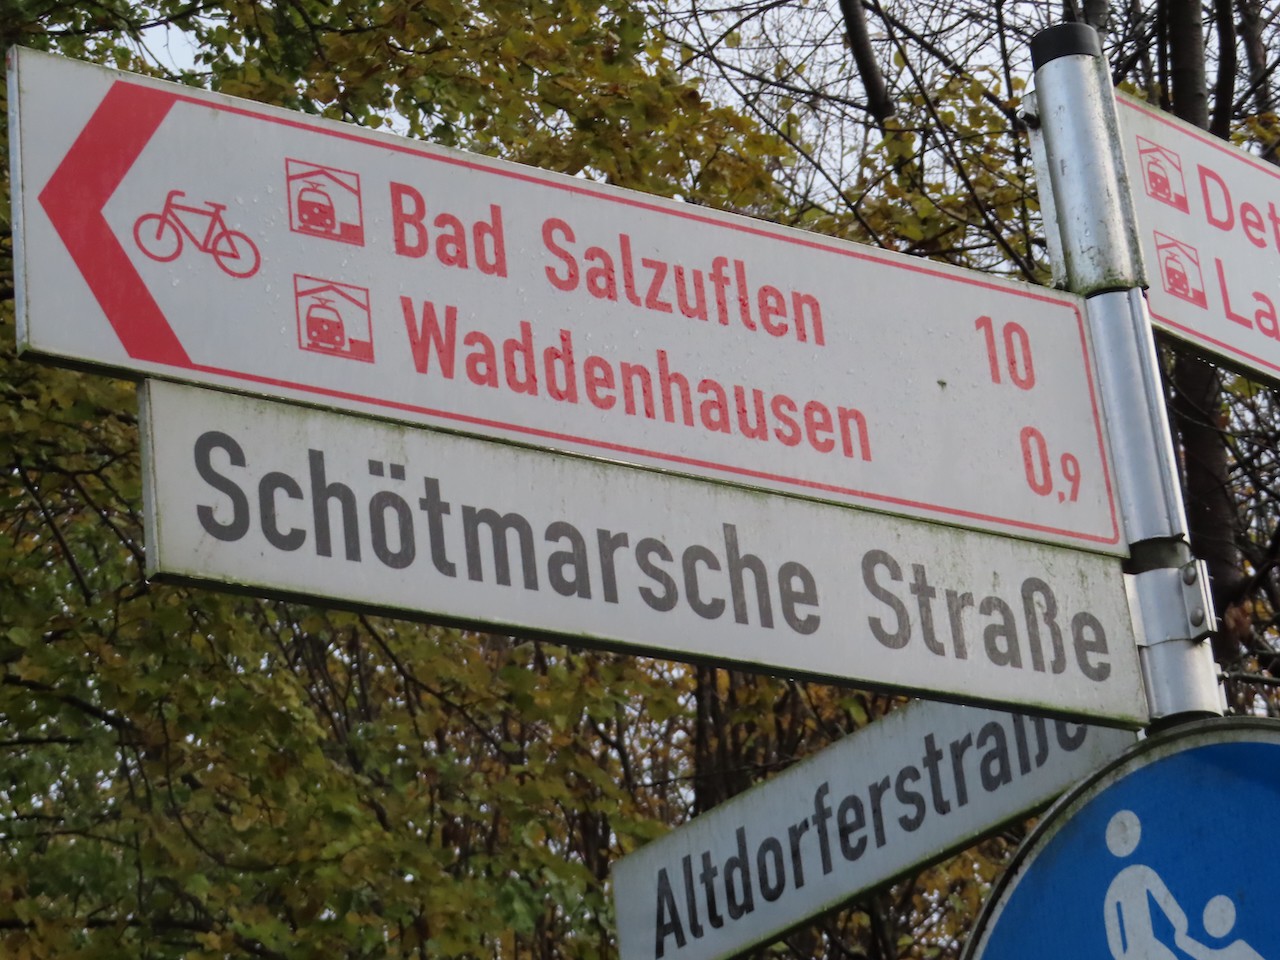 Bad Salzuflen 10
Waddenhausen 0,9
Schötmarsche Straße
Altdorferstraße